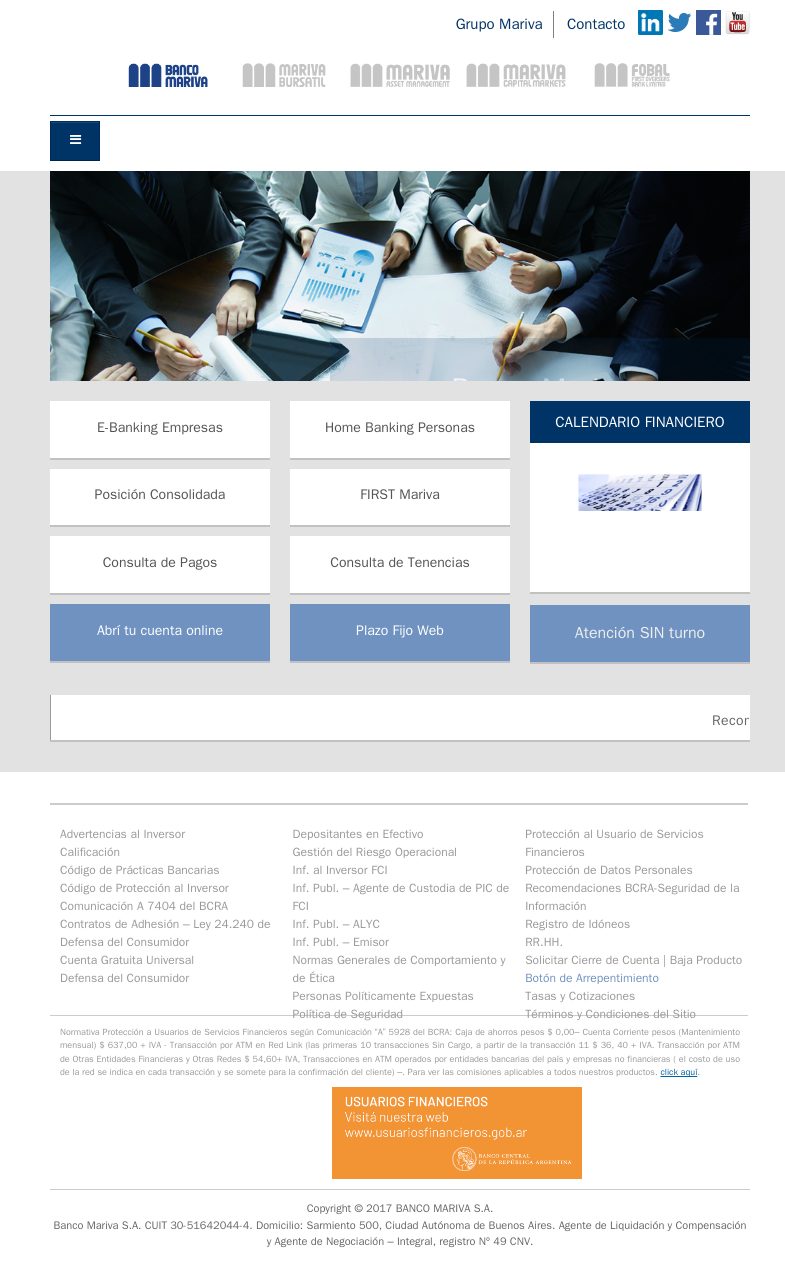 Grupo Mariva
Contacto
You
Tube
BANCO
MARIVA
MARIVA
BURSATIL
MARIVA
ASSET MANAGEMENT
MARIVA
CAPITAL MARKETS
FOBAL
FIRST OVERSEAS
BANK LIMITED
E-Banking Empresas
Home Banking Personas
CALENDARIO FINANCIERO
Posición Consolidada
FIRST Mariva
Consulta de Pagos
Consulta de Tenencias
Abrí tu cuenta online
Plazo Fijo Web
Atención SIN turno
Recor
Advertencias al Inversor
Calificación
Código de Prácticas Bancarias
Código de Protección al Inversor
Comunicación A 7404 del BCRA
Contratos de Adhesión – Ley 24.240 de
Defensa del Consumidor
Cuenta Gratuita Universal
Defensa del Consumidor
Depositantes en Efectivo
Gestión del Riesgo Operacional
Inf. al Inversor FCI
Inf. Publ. – Agente de Custodia de PIC de
FCI
Inf. Publ. – ALYC
Inf. Publ. – Emisor
Normas Generales de Comportamiento y
de Ética
Personas Políticamente Expuestas
Política de Seguridad
Protección al Usuario de Servicios
Financieros
Protección de Datos Personales
Recomendaciones BCRA-Seguridad de la
Información
Registro de Idóneos
RR.HH.
Solicitar Cierre de Cuenta | Baja Producto
Botón de Arrepentimiento
Tasas y Cotizaciones
Términos y Condiciones del Sitio
Normativa Protección a Usuarios de Servicios Financieros según Comunicación "A" 5928 del BCRA: Caja de ahorros pesos $ 0,00– Cuenta Corriente pesos (Mantenimiento
mensual) $ 637,00 + IVA - Transacción por ATM en Red Link (las primeras 10 transacciones Sin Cargo, a partir de la transacción 11 $ 36, 40 + IVA. Transacción por ATM
de Otras Entidades Financieras y Otras Redes $ 54,60+ IVA, Transacciones en ATM operados por entidades bancarias del país y empresas no financieras ( el costo de uso
de la red se indica en cada transacción y se somete para la confirmación del cliente) –. Para ver las comisiones aplicables a todos nuestros productos. click aquí.
USUARIOS FINANCIEROS
Visitá nuestra web
www.usuariosfinancieros.gob.ar
BANCO CENTRAL
DE LA REPÚBLICA ARGENTINA
Copyright © 2017 BANCO MARIVA S.A.
Banco Mariva S.A. CUIT 30-51642044-4. Domicilio: Sarmiento 500, Ciudad Autónoma de Buenos Aires. Agente de Liquidación y Compensación
y Agente de Negociación – Integral, registro N° 49 CNV.